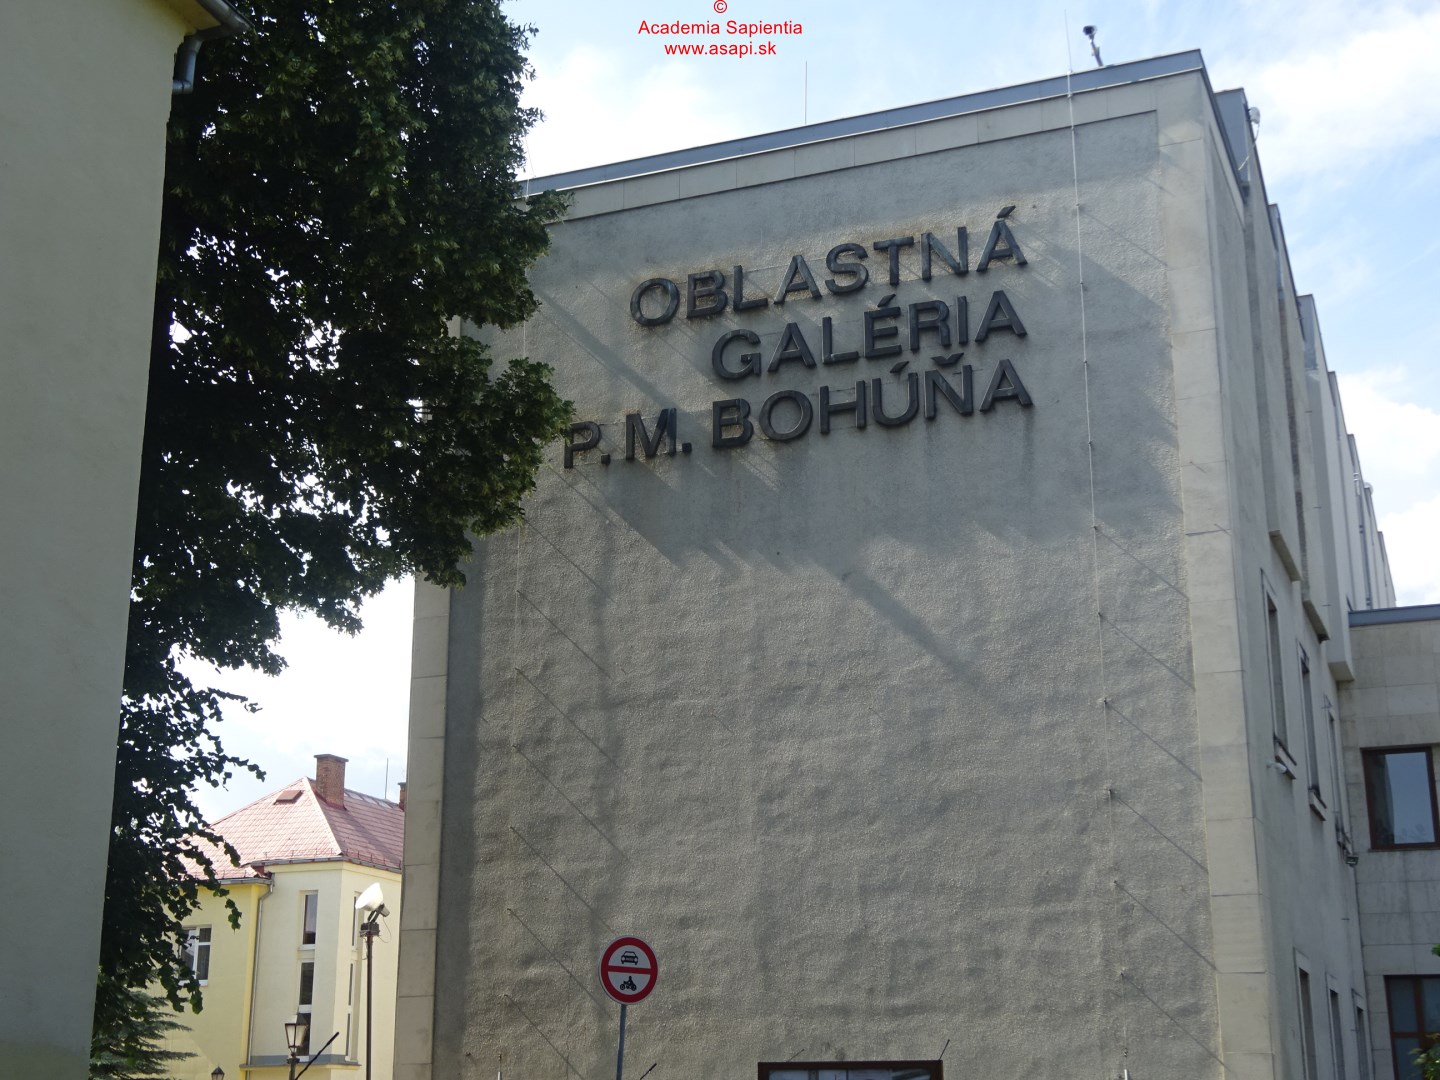 ©
Academia Sapientia
www.asapi.sk
OBLASTNÁ
GALÉRIA
P. M. BOHÚŇA